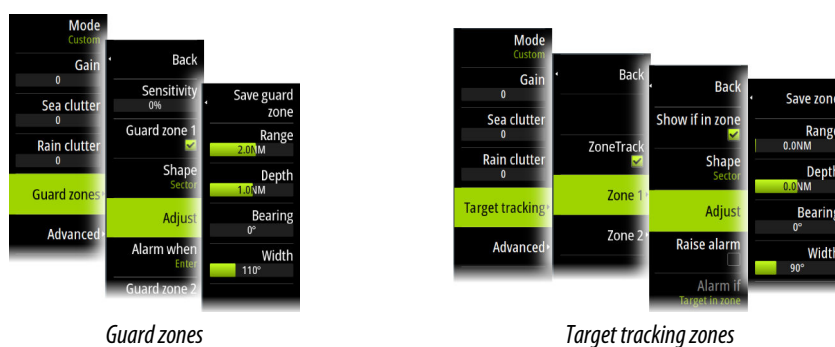 Mode
Custom
Gain
0
Sea clutter
0
Rain clutter
0
Guard zones
Advanced
Back
Sensitivity
0%
Guard zone 1
Shape
Sector
Adjust
Alarm when
Enter
Guard zone 2
Save guard
zone
Range
2.0NM
Depth
1.0NM
Bearing
0°
Width
110°
Guard zones
Mode
Custom
Gain
0
Sea clutter
0
Rain clutter
0
Target tracking
Advanced
Back
ZoneTrack
Zone 1
Zone 2
Back
Show if in zone
Shape
Sector
Adjust
Raise alarm
Alarm if
Target in zone
Save zone
Range
0.0NM
Depth
0.0NM
Bearing
0°
Width
90°
Target tracking zones